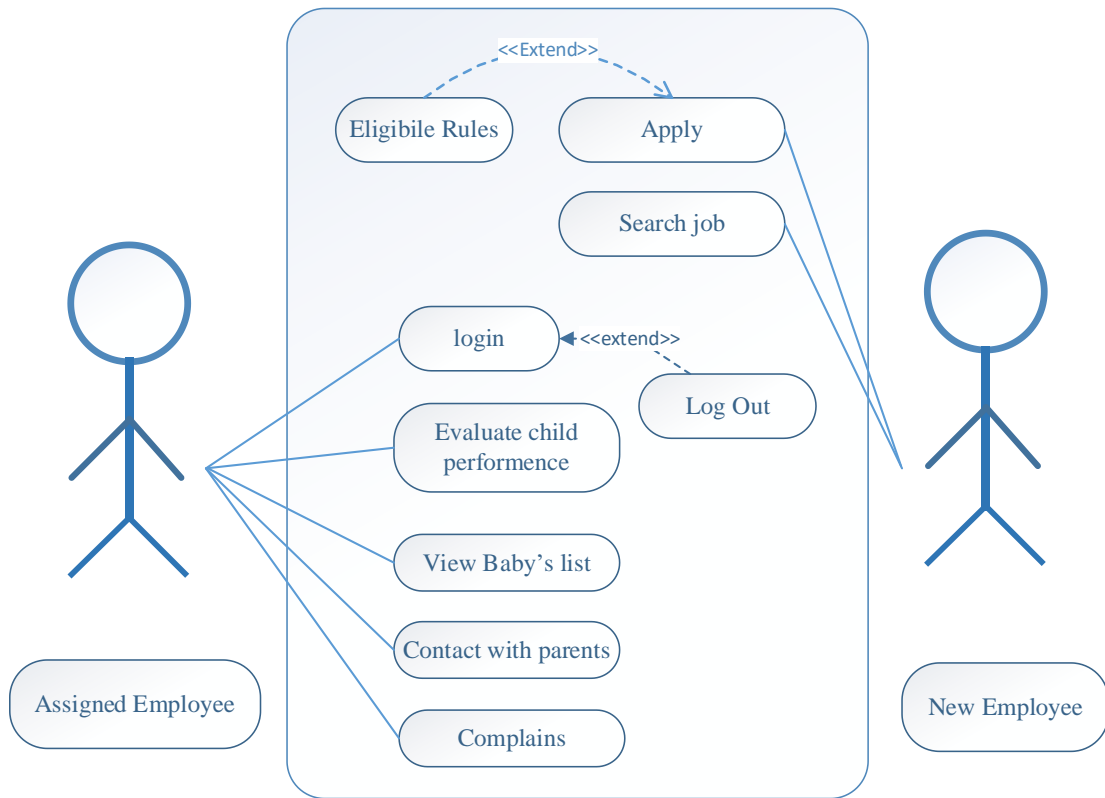 <<Extend>>
Eligibile Rules
Apply
Search job
login
<<extend>>
Log Out
Evaluate child
performence
View Baby’s list
Contact with parents
Complains
Assigned Employee
New Employee